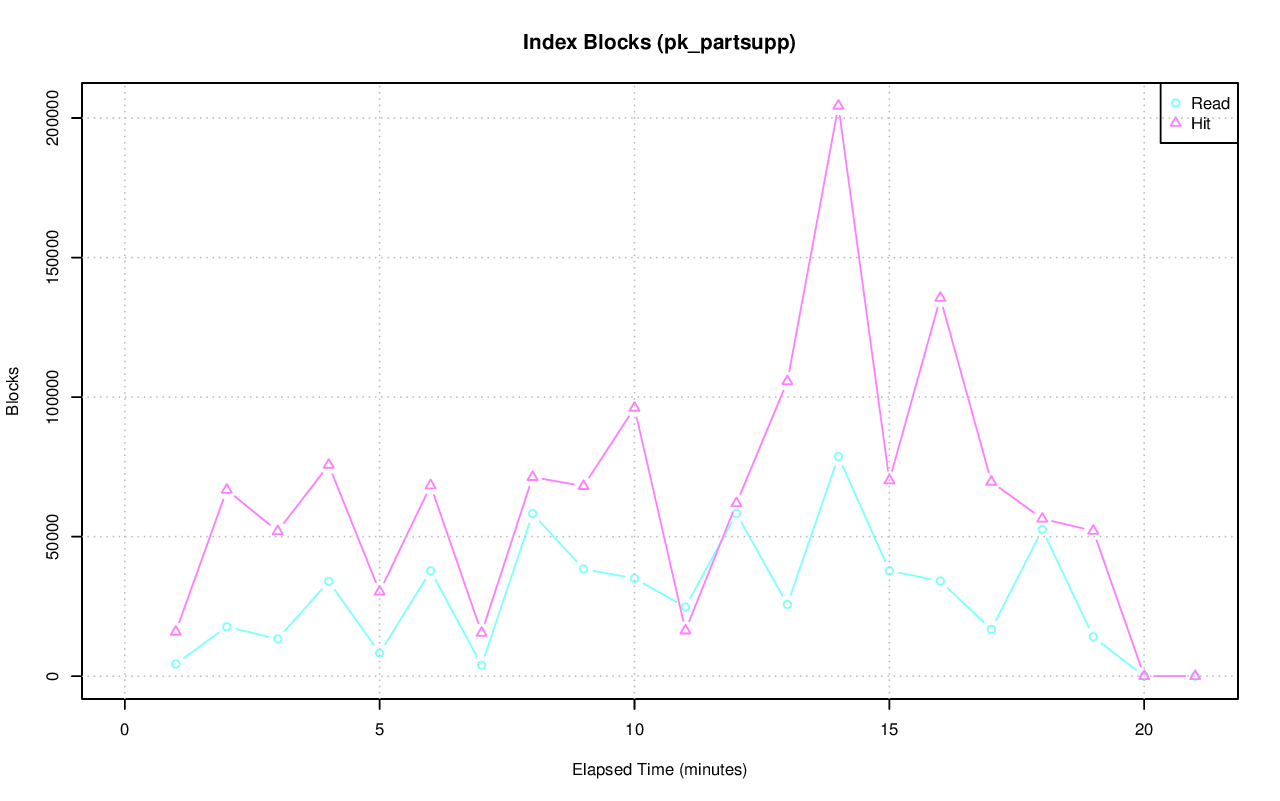 Index Blocks (pk_partsupp)
Read
Hit
200000
150000
100000
50000
0
Blocks
0 5 10 15 20
Elapsed Time (minutes)